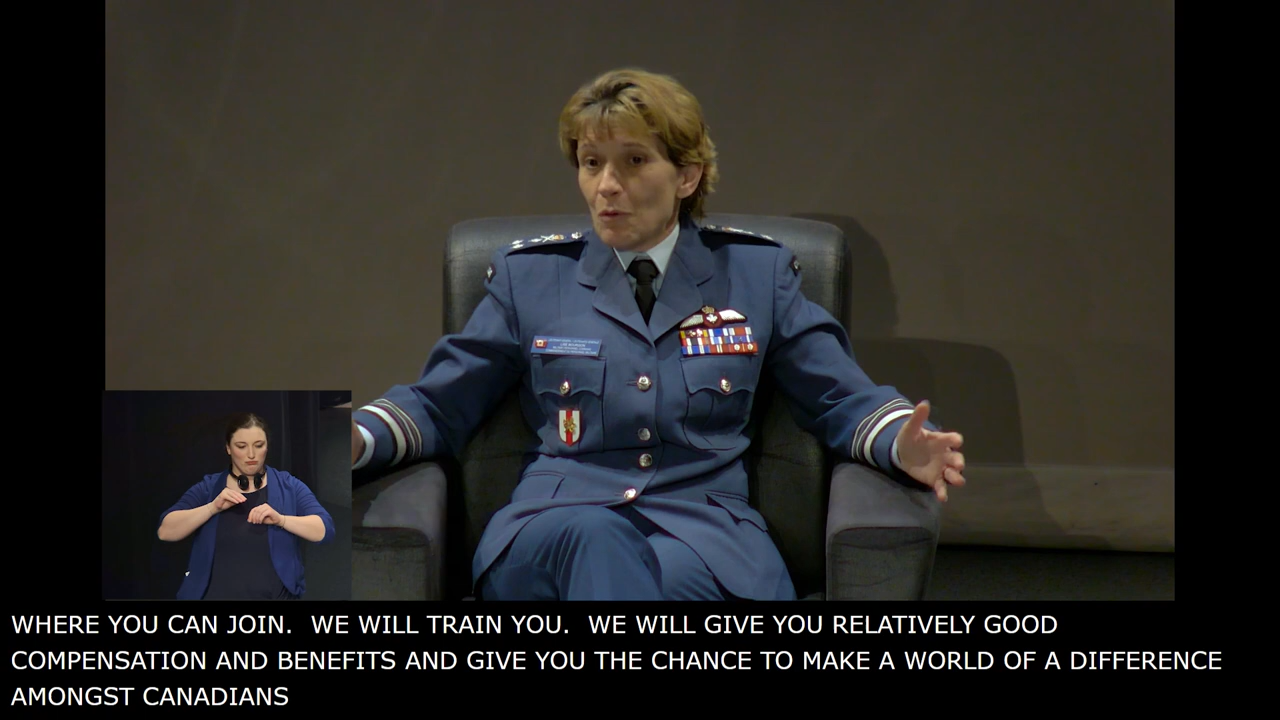 WHERE YOU CAN JOIN.  WE WILL TRAIN YOU.  WE WILL GIVE YOU RELATIVELY GOOD
COMPENSATION AND BENEFITS AND GIVE YOU THE CHANCE TO MAKE A WORLD OF A DIFFERENCE
AMONGST CANADIANS